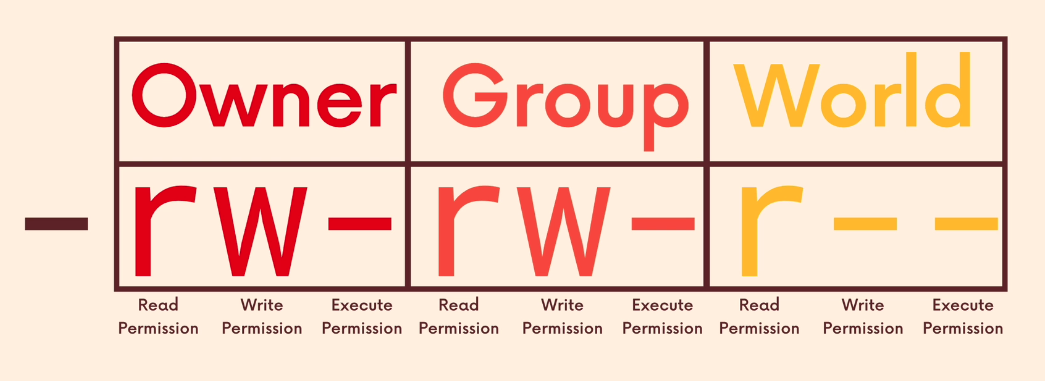 Owner Group World
- rw- rw- r--
Read Write Execute Read Write Execute Read Write Execute
Permission Permission Permission Permission Permission Permission Permission Permission Permission